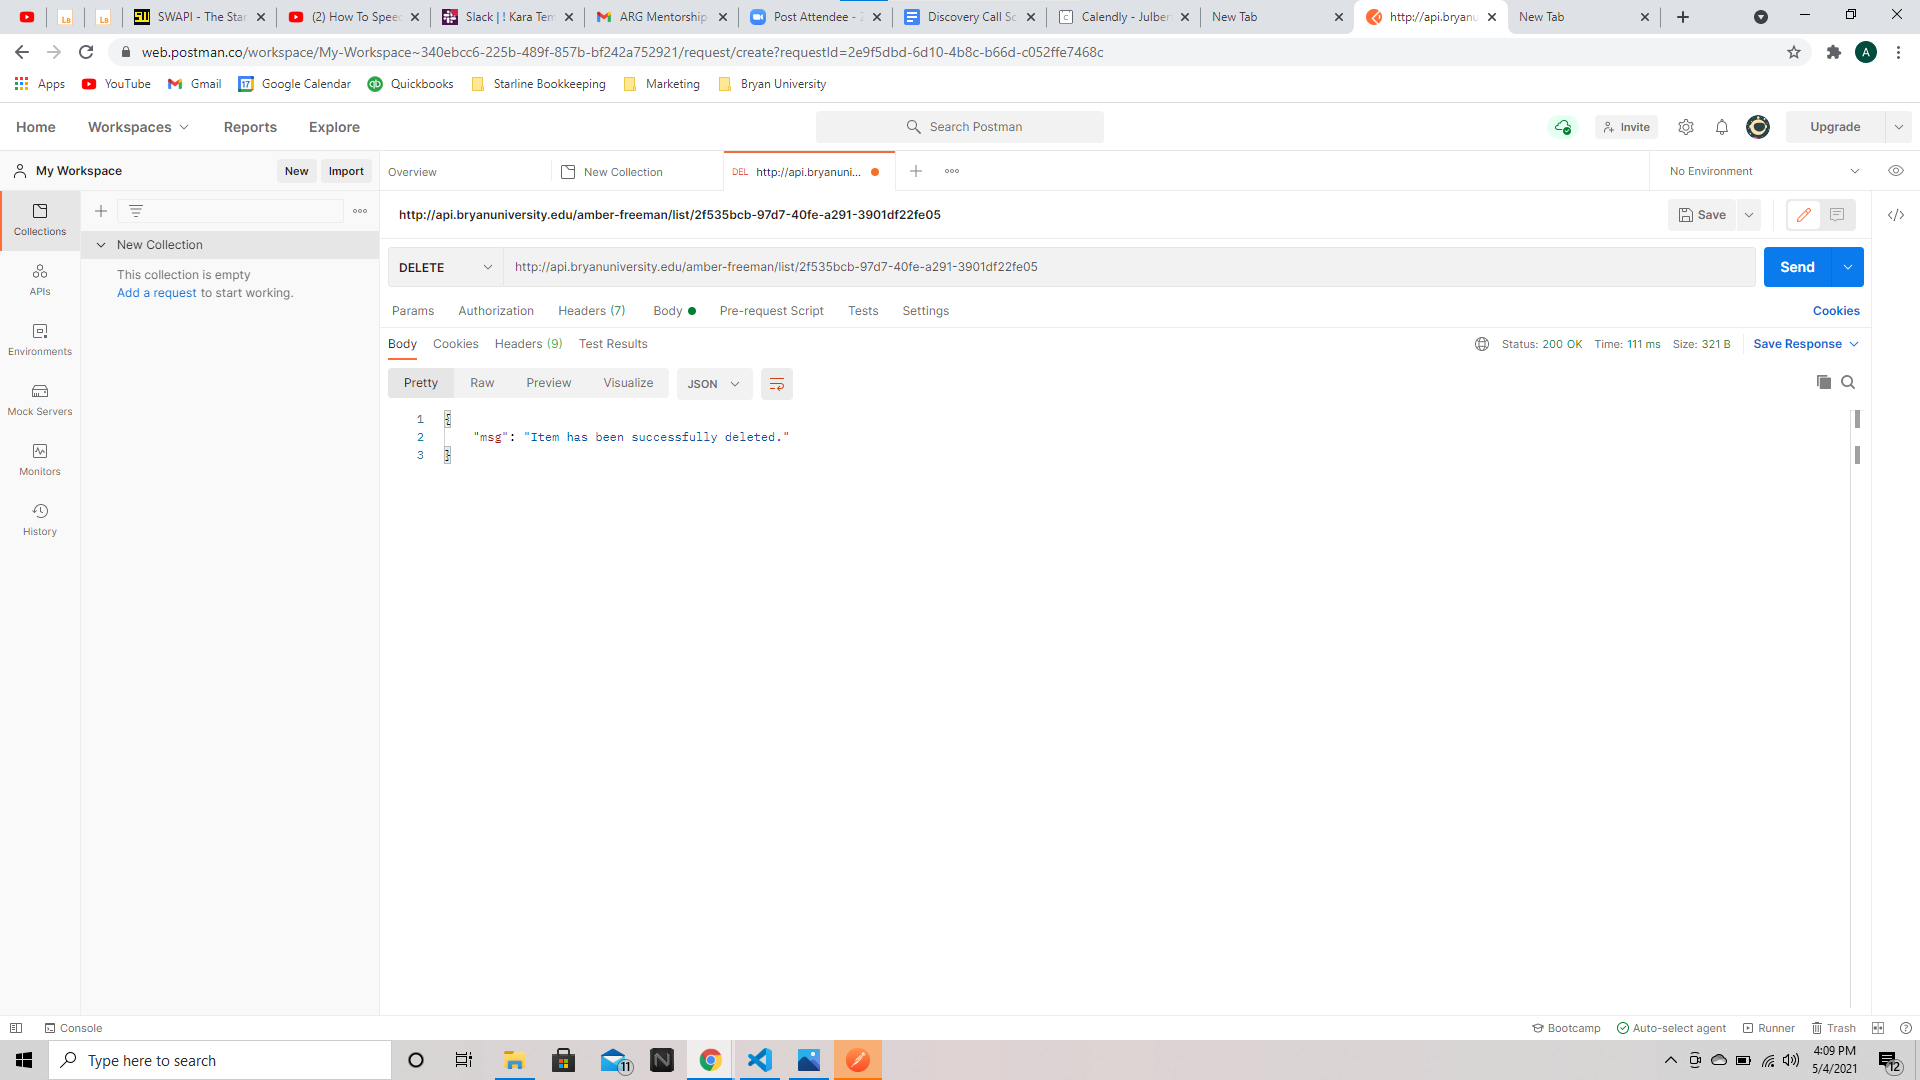 SWAPI - The Star
(2) How To Speed
Slack | ! Kara Tem
ARG Mentorship
Post Attendee - Z
Discovery Call Sc
Calendly - Julber
New Tab
http://api.bryanu
New Tab
web.postman.co/workspace/My-Workspace~340ebcc6-225b-489f-857b-bf242a752921/request/create?requestId=2e9f5dbd-6d10-4b8c-b66d-c052ffe7468c
A
Apps
YouTube
Gmail
17
Google Calendar
qb
Quickbooks
Starline Bookkeeping
Marketing
Bryan University
Home
Workspaces
Reports
Explore
Search Postman
Invite
Upgrade
My Workspace
New
Import
Overview
New Collection
DEL http://api.bryanuni...
No Environment
Collections
New Collection
This collection is empty
Add a request to start working.
APIs
Environments
Mock Servers
Monitors
History
http://api.bryanuniversity.edu/amber-freeman/list/2f535bcb-97d7-40fe-a291-3901df22fe05
Save
DELETE
http://api.bryanuniversity.edu/amber-freeman/list/2f535bcb-97d7-40fe-a291-3901df22fe05
Send
Params Authorization Headers (7) Body Pre-request Script Tests Settings
Cookies
Body Cookies Headers (9) Test Results
Status: 200 OK Time: 111 ms Size: 321 B
Save Response
Pretty Raw Preview Visualize JSON
1 {
2 "msg": "Item has been successfully deleted."
3 }
Console
Bootcamp Auto-select agent Runner Trash
Type here to search
11
4:09 PM
5/4/2021
12